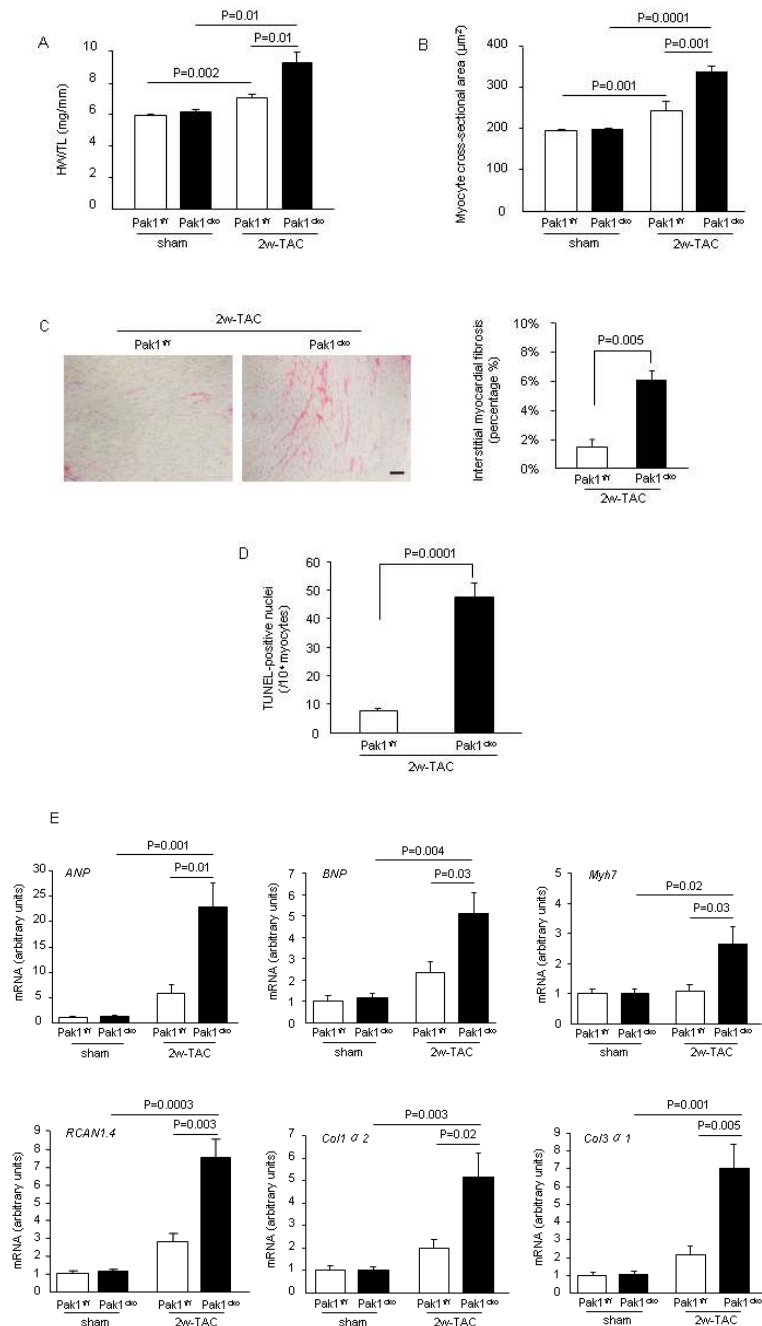 A
P=0.01
P=0.01
P=0.002
HW/TL (mg/mm)
10
8
6
4
2
0
Pak1f/f Pak1cko Pak1f/f Pak1cko
sham 2w-TAC
B
P=0.0001
P=0.001
P=0.001
Myocyte cross-sectional area (µm²)
400
300
200
100
0
Pak1f/f Pak1cko Pak1f/f Pak1cko
sham 2w-TAC
C
2w-TAC
Pak1f/f Pak1cko
Interstitial myocardial fibrosis
(percentage %)
10%
8%
6%
4%
2%
0%
P=0.005
Pak1f/f Pak1cko
2w-TAC
D
P=0.0001
TUNEL-positive nuclei
(/10⁴ myocytes)
60
50
40
30
20
10
0
Pak1f/f Pak1cko
2w-TAC
E
ANP
P=0.001
P=0.01
mRNA (arbitrary units)
30
25
20
15
10
5
0
Pak1f/f Pak1cko Pak1f/f Pak1cko
sham 2w-TAC
BNP
P=0.004
P=0.03
mRNA (arbitrary units)
7
6
5
4
3
2
1
0
Pak1f/f Pak1cko Pak1f/f Pak1cko
sham 2w-TAC
Myh7
P=0.02
P=0.03
mRNA (arbitrary units)
5
4
3
2
1
0
Pak1f/f Pak1cko Pak1f/f Pak1cko
sham 2w-TAC
RCAN1.4
P=0.0003
P=0.003
mRNA (arbitrary units)
9
8
7
6
5
4
3
2
1
0
Pak1f/f Pak1cko Pak1f/f Pak1cko
sham 2w-TAC
Col1 σ 2
P=0.003
P=0.02
mRNA (arbitrary units)
7
6
5
4
3
2
1
0
Pak1f/f Pak1cko Pak1f/f Pak1cko
sham 2w-TAC
Col3 σ 1
P=0.001
P=0.005
mRNA (arbitrary units)
9
8
7
6
5
4
3
2
1
0
Pak1f/f Pak1cko Pak1f/f Pak1cko
sham 2w-TAC